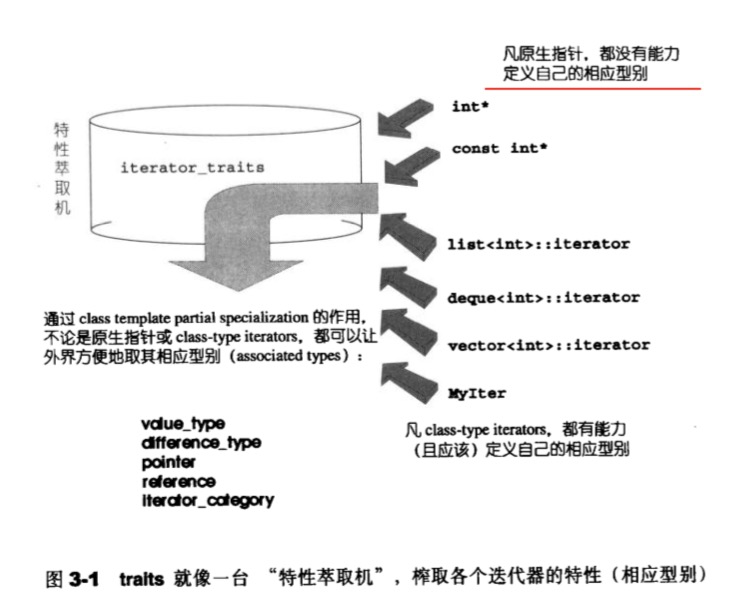 凡原生指针，都没有能力
定义自己的相应型别
int*
const int*
特性萃取机
iterator_traits
list<int>::iterator
deque<int>::iterator
vector<int>::iterator
MyIter
通过 class template partial specialization 的作用，
不论是原生指针或 class-type iterators，都可以让
外界方便地取其相应型别（associated types）：
value_type
difference_type
pointer
reference
iterator_category
凡 class-type iterators，都有能力
（且应该）定义自己的相应型别
图 3-1 traits 就像一台 “特性萃取机”，榨取各个迭代器的特性（相应型别）